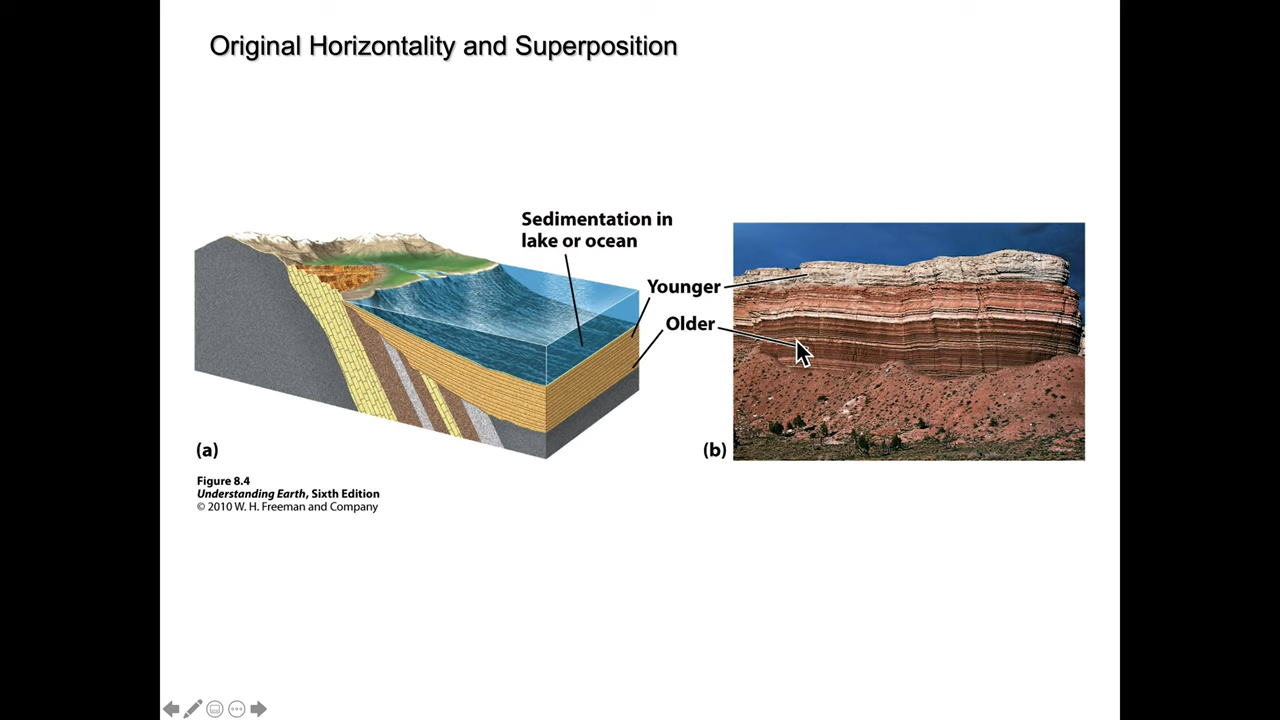 Original Horizontality and Superposition
Sedimentation in
lake or ocean
Younger
Older
(a)
(b)
Figure 8.4
Understanding Earth, Sixth Edition
© 2010 W. H. Freeman and Company